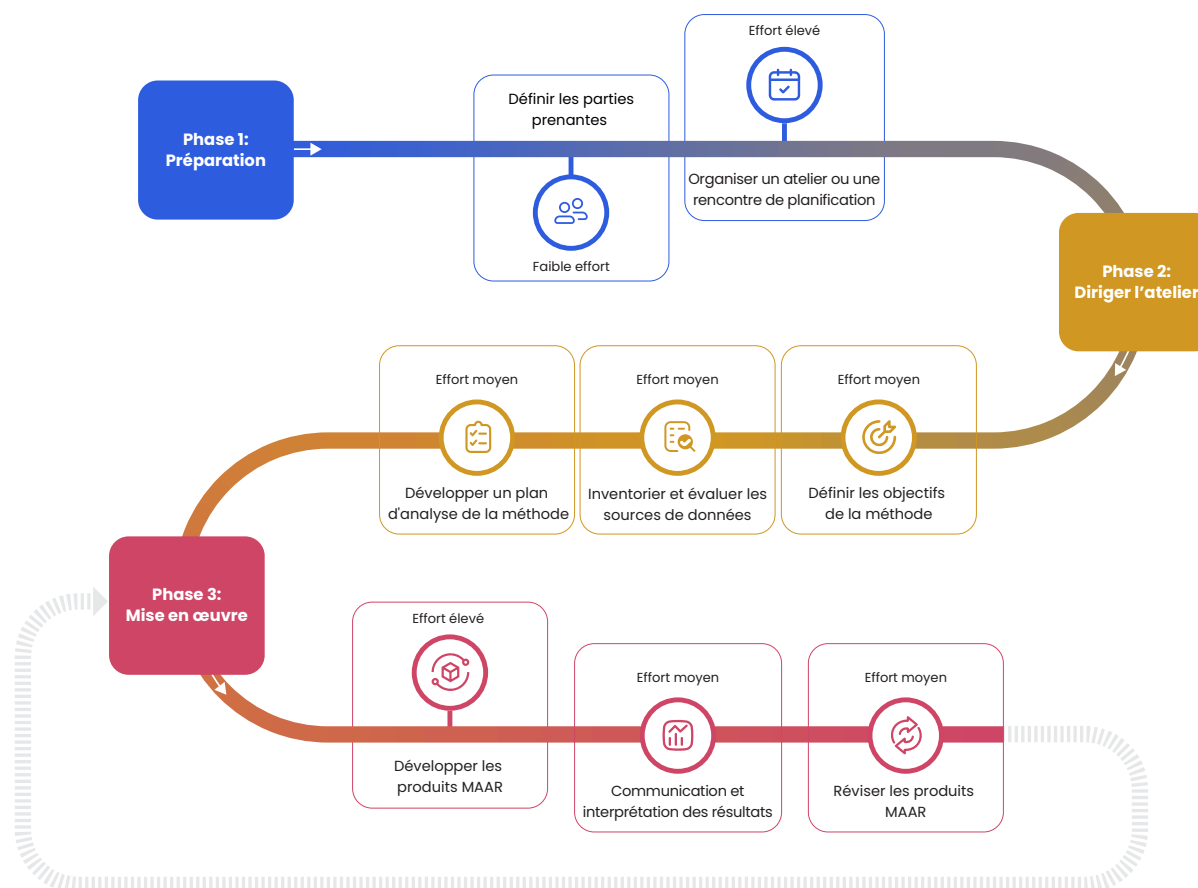 Phase 1:
Préparation
Définir les parties
prenantes
Faible effort
Effort élevé
Organiser un atelier ou une
rencontre de planification
Phase 2:
Diriger l’atelier
Effort moyen
Définir les objectifs
de la méthode
Effort moyen
Inventorier et évaluer les
sources de données
Effort moyen
Développer un plan
d'analyse de la méthode
Phase 3:
Mise en œuvre
Effort élevé
Développer les
produits MAAR
Effort moyen
Communication et
interprétation des résultats
Effort moyen
Réviser les produits
MAAR